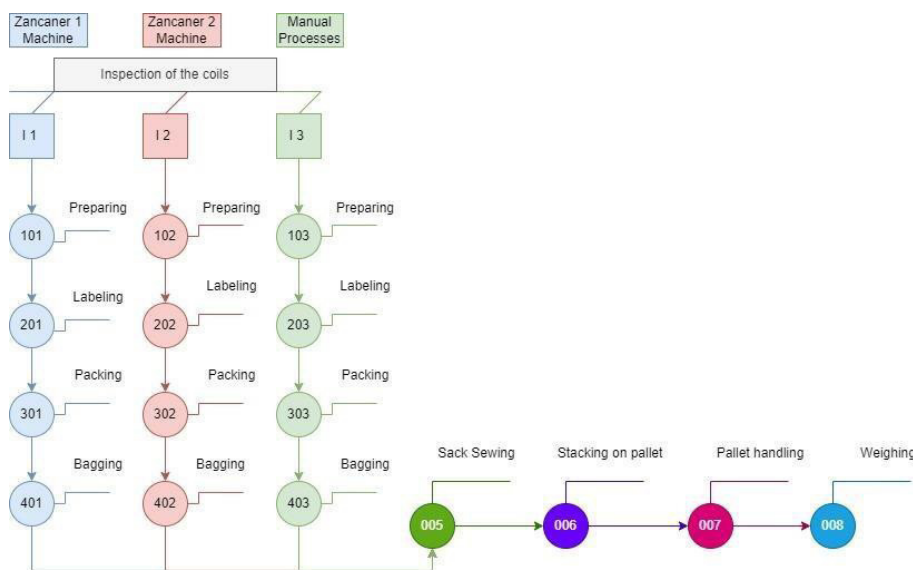 Zancaner 1
Machine
Zancaner 2
Machine
Manual
Processes
Inspection of the coils
I 1
I 2
I 3
Preparing
Preparing
Preparing
101
102
103
Labeling
Labeling
Labeling
201
202
203
Packing
Packing
Packing
301
302
303
Bagging
Bagging
Bagging
401
402
403
Sack Sewing
Stacking on pallet
Pallet handling
Weighing
005
006
007
008